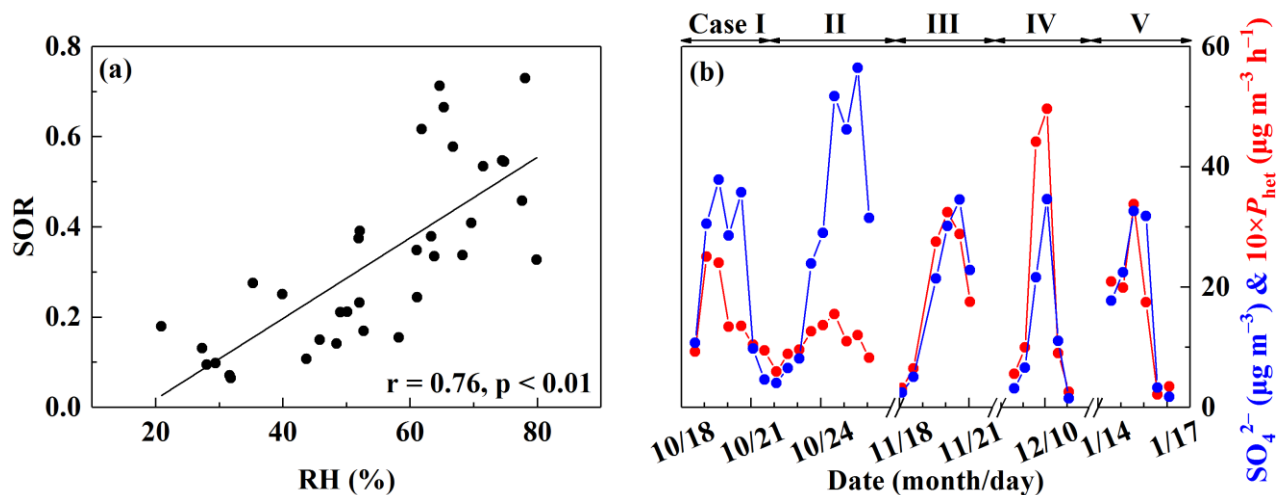 (a)
0.8
0.6
0.4
0.2
0.0
SOR
20 40 60 80
RH (%)
r = 0.76, p < 0.01
Case I II III IV V
(b)
60
40
20
0
SO₄²⁻ (µg m⁻³) & 10×P_het (µg m⁻³ h⁻¹)
10/18 10/21 10/24 11/18 11/21 12/10 1/14 1/17
Date (month/day)